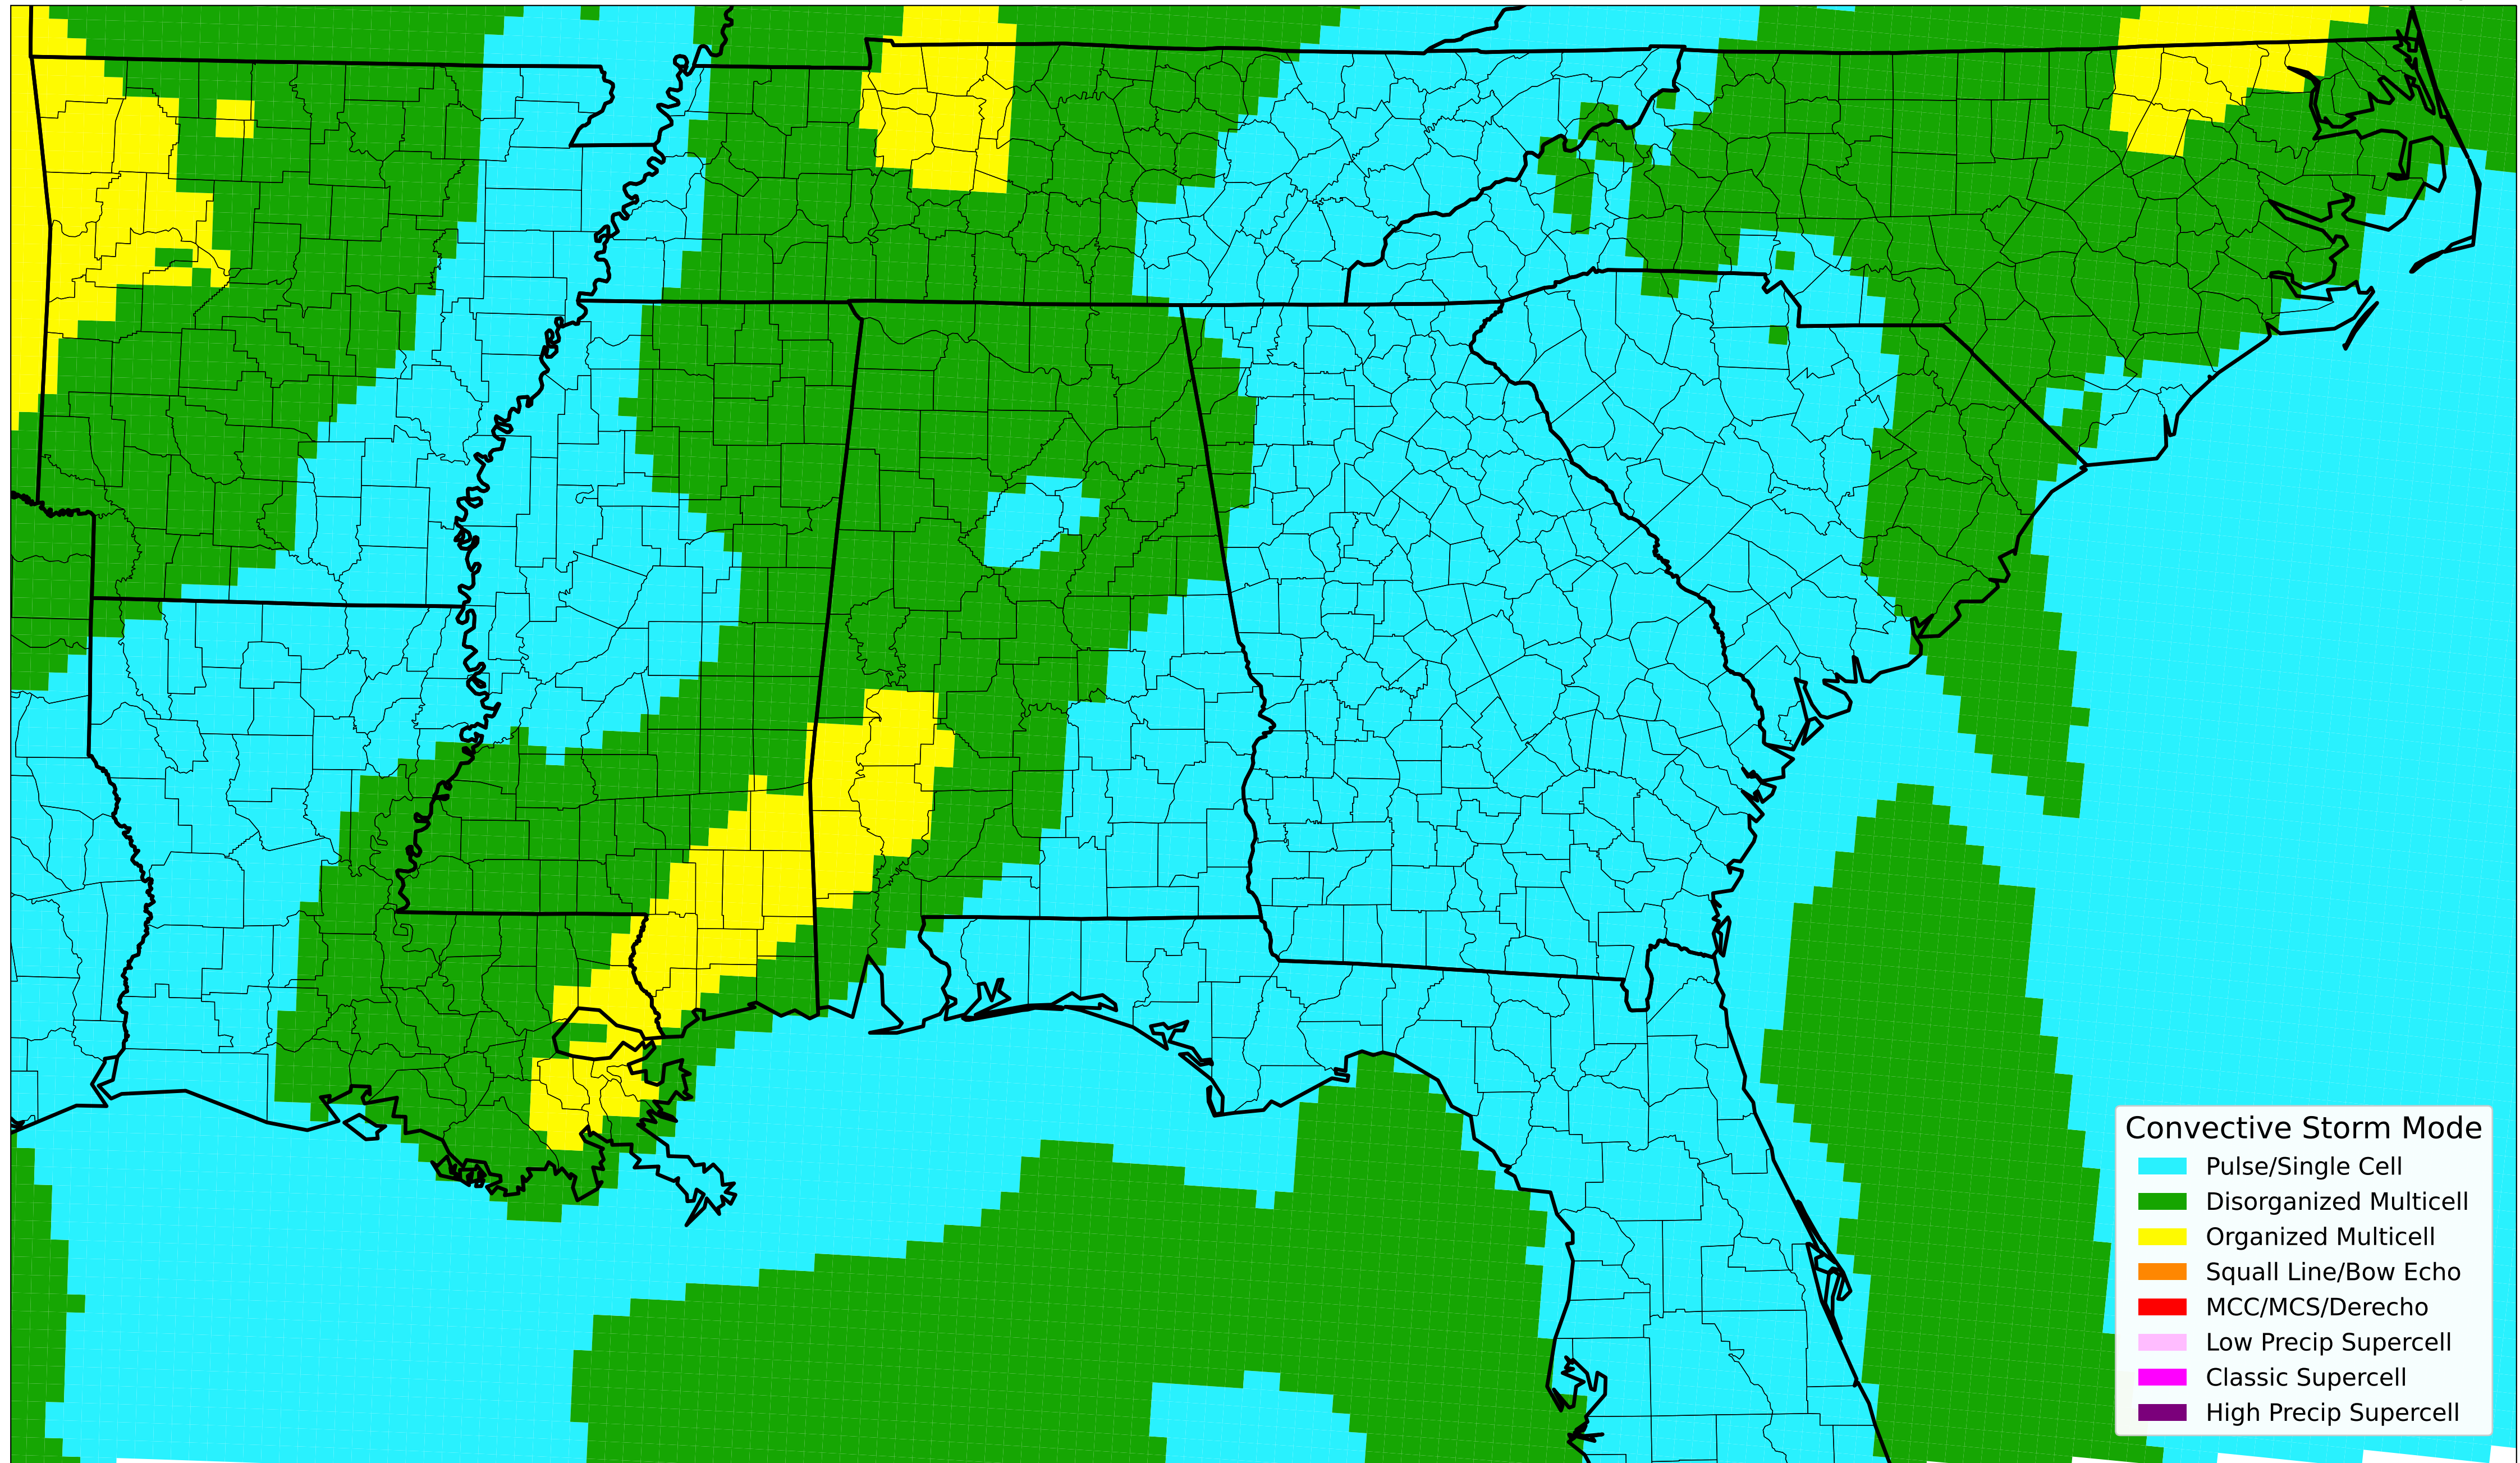 Convective Storm Mode
Pulse/Single Cell
Disorganized Multicell
Organized Multicell
Squall Line/Bow Echo
MCC/MCS/Derecho
Low Precip Supercell
Classic Supercell
High Precip Supercell